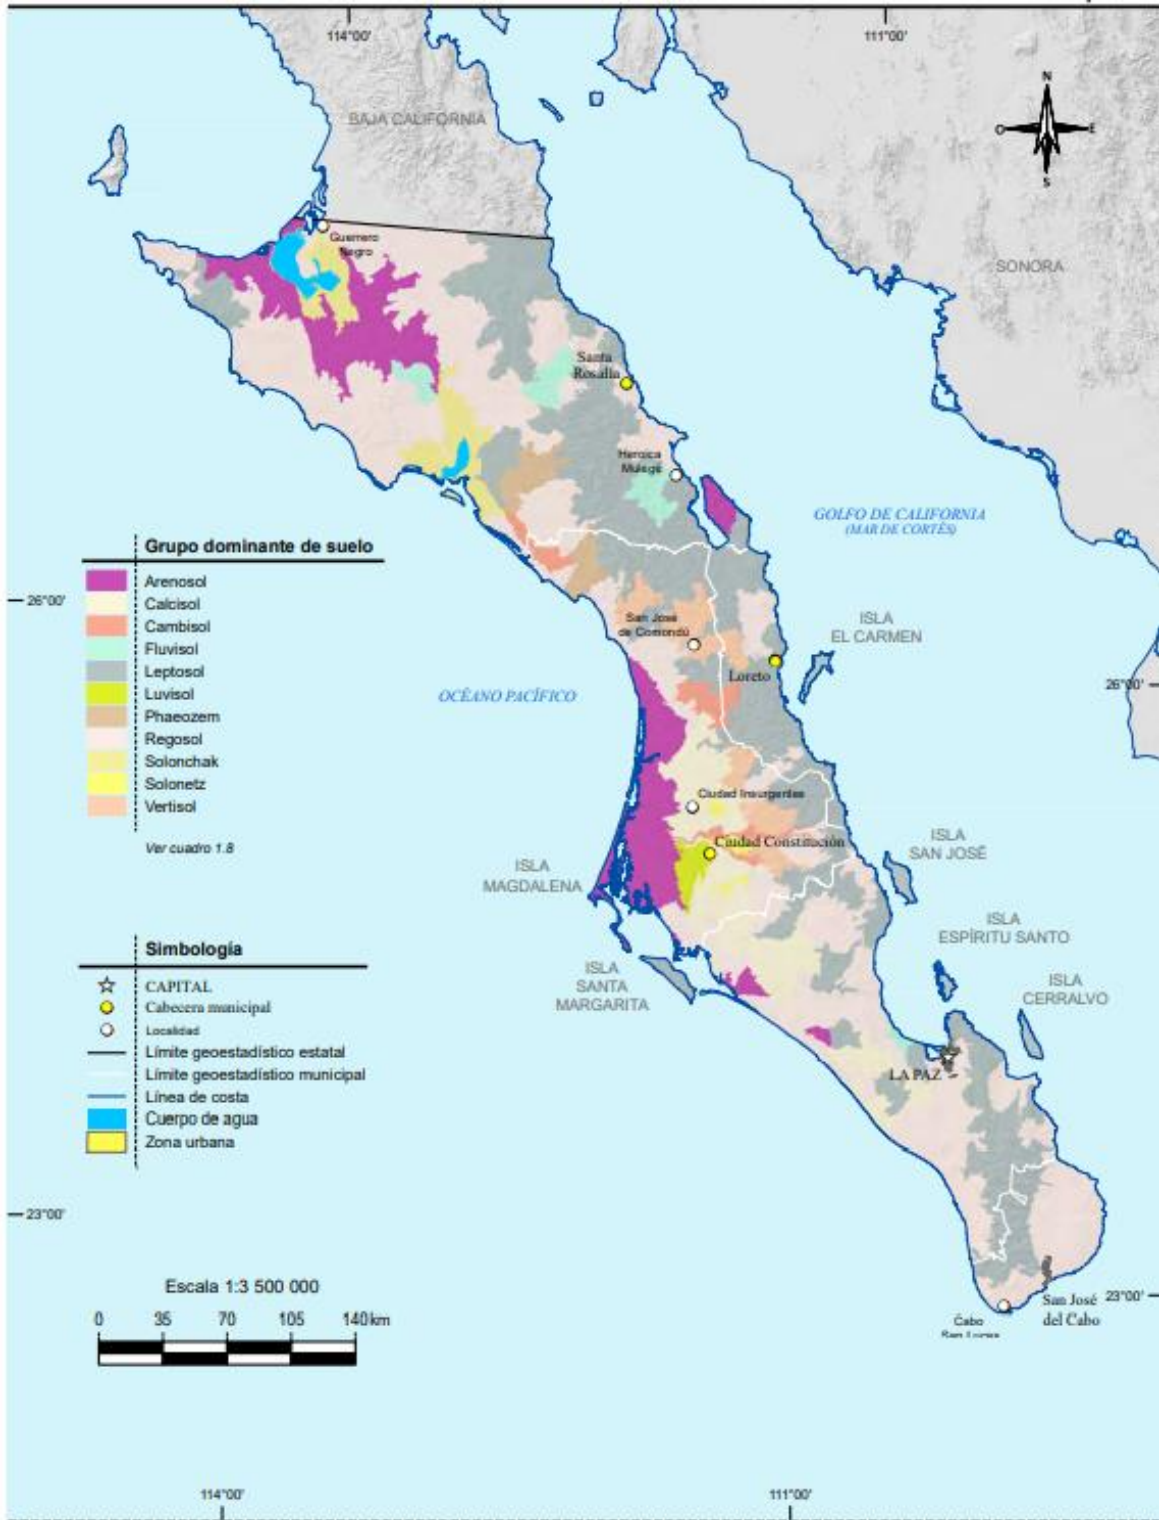 114°00'
111°00'
BAJA CALIFORNIA
N
O
E
S
Guerrero
Negro
SONORA
Santa
Rosalía
Heroica
Mulegé
GOLFO DE CALIFORNIA
(MAR DE CORTÉS)
Grupo dominante de suelo
Arenosol
Calcisol
Cambisol
Fluvisol
Leptosol
Luvisol
Phaeozem
Regosol
Solonchak
Solonetz
Vertisol
Ver cuadro 1.8
26°00'
San José
de Comondú
ISLA
EL CARMEN
Loreto
26°00'
OCÉANO PACÍFICO
Ciudad Insurgentes
Ciudad Constitución
ISLA
SAN JOSÉ
ISLA
MAGDALENA
ISLA
ESPÍRITU SANTO
ISLA
SANTA
MARGARITA
ISLA
CERRALVO
Simbología
CAPITAL
Cabecera municipal
Localidad
Límite geoestadístico estatal
Límite geoestadístico municipal
Línea de costa
Cuerpo de agua
Zona urbana
LA PAZ
23°00'
Escala 1:3 500 000
0 35 70 105 140 km
San José
del Cabo
23°00'
Cabo
114°00'
111°00'